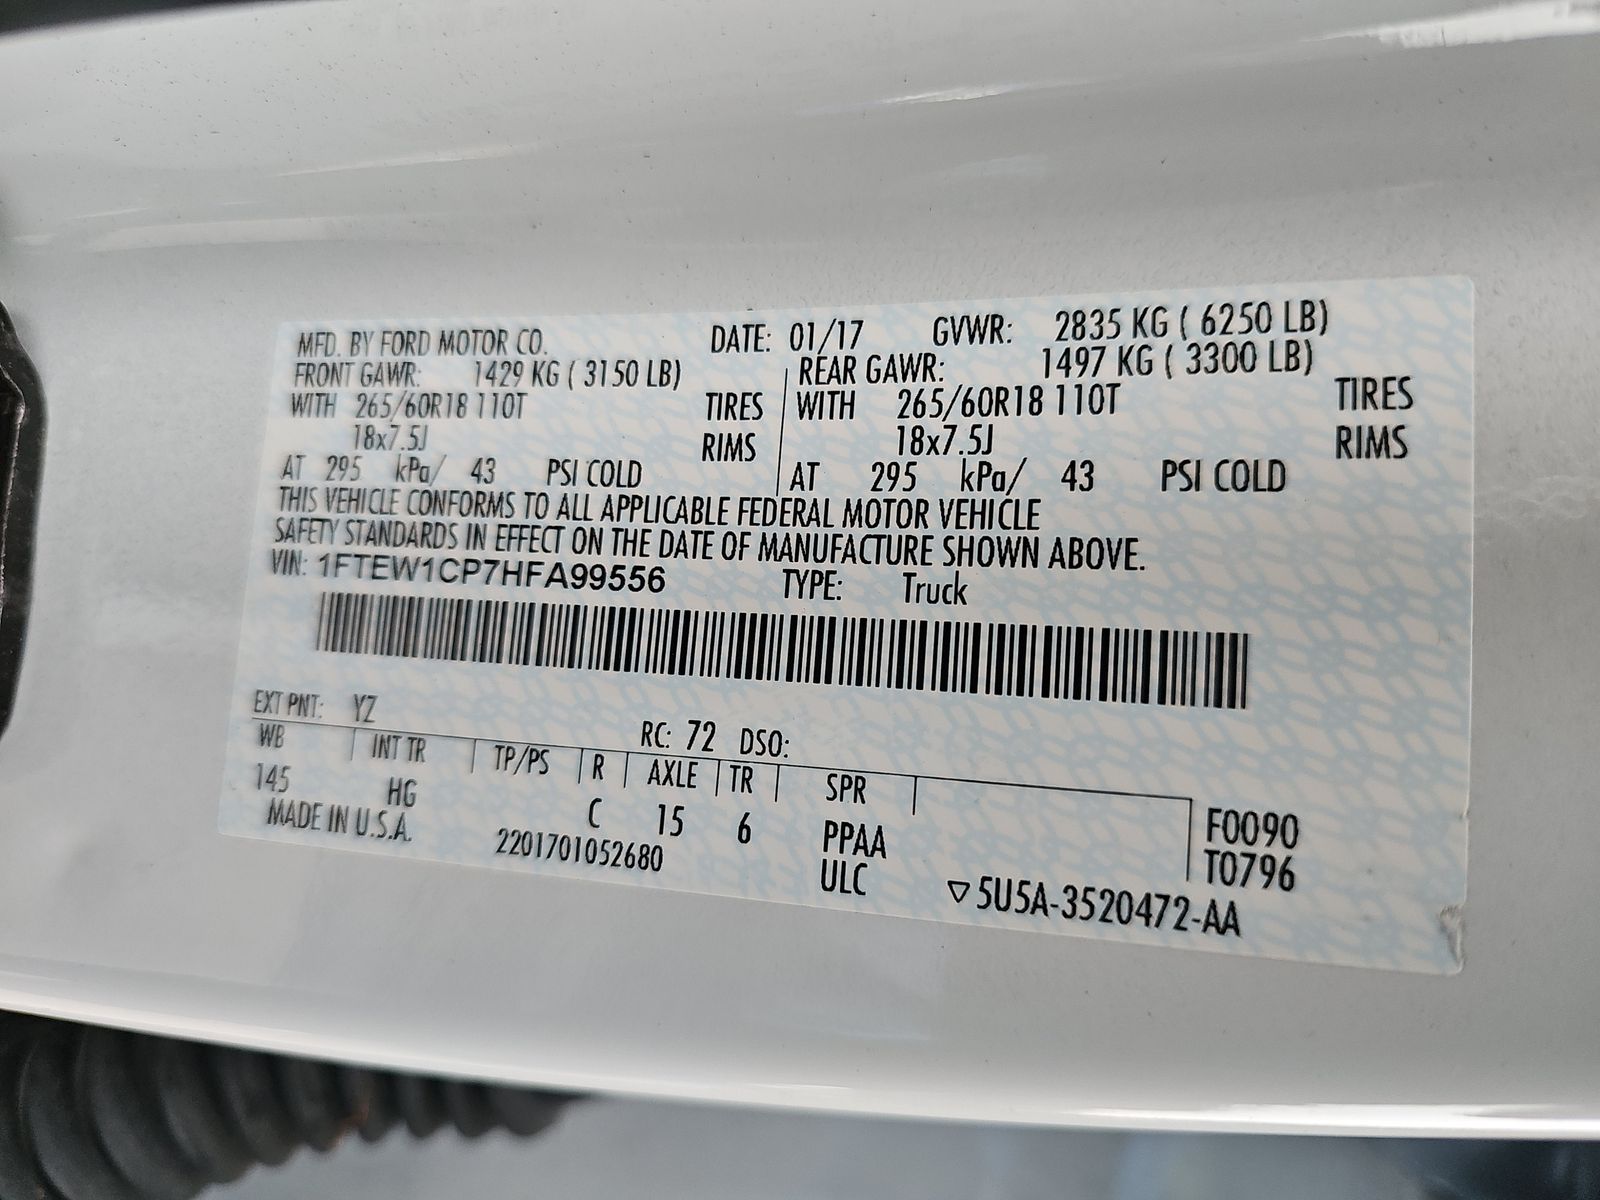 MFD. BY FORD MOTOR CO. DATE: 01/17 GVWR: 2835 KG ( 6250 LB)
FRONT GAWR: 1429 KG ( 3150 LB) REAR GAWR: 1497 KG ( 3300 LB)
WITH 265/60R18 110T TIRES WITH 265/60R18 110T TIRES
18x7.5J RIMS 18x7.5J RIMS
AT 295 kPa/ 43 PSI COLD AT 295 kPa/ 43 PSI COLD
THIS VEHICLE CONFORMS TO ALL APPLICABLE FEDERAL MOTOR VEHICLE
SAFETY STANDARDS IN EFFECT ON THE DATE OF MANUFACTURE SHOWN ABOVE.
VIN: 1FTEW1CP7HFA99556 TYPE: Truck
EXT PNT: YZ RC: 72 DSO:
WB INT TR TP/PS R AXLE TR SPR
145 HG C 15 6 PPAA F0090
MADE IN U.S.A. 2201701052680 ULC T0796
▽5U5A-3520472-AA